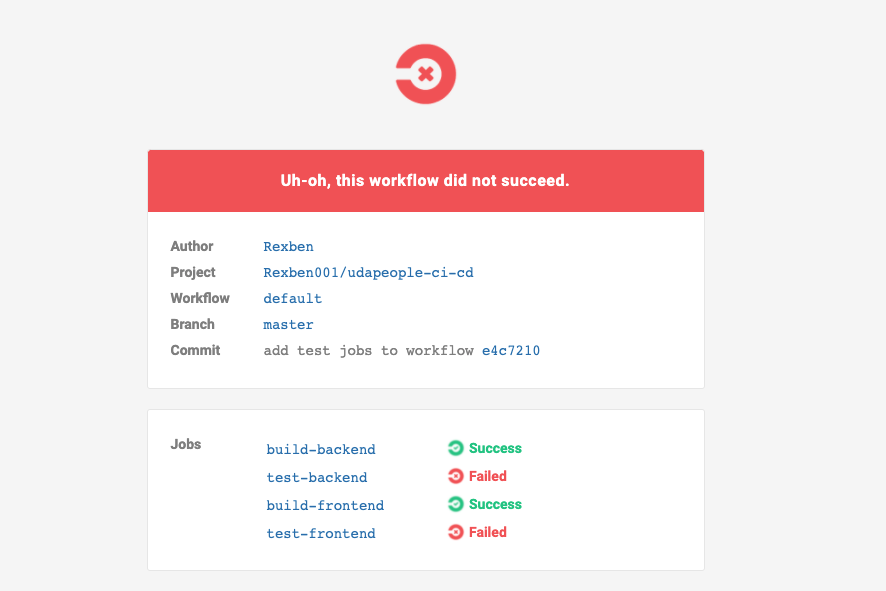 Uh-oh, this workflow did not succeed.
Author Rexben
Project Rexben001/udapeople-ci-cd
Workflow default
Branch master
Commit add test jobs to workflow e4c7210
Jobs build-backend Success
test-backend Failed
build-frontend Success
test-frontend Failed